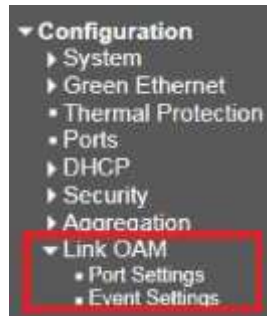 Configuration
System
Green Ethernet
Thermal Protection
Ports
DHCP
Security
Aggregation
Link OAM
Port Settings
Event Settings